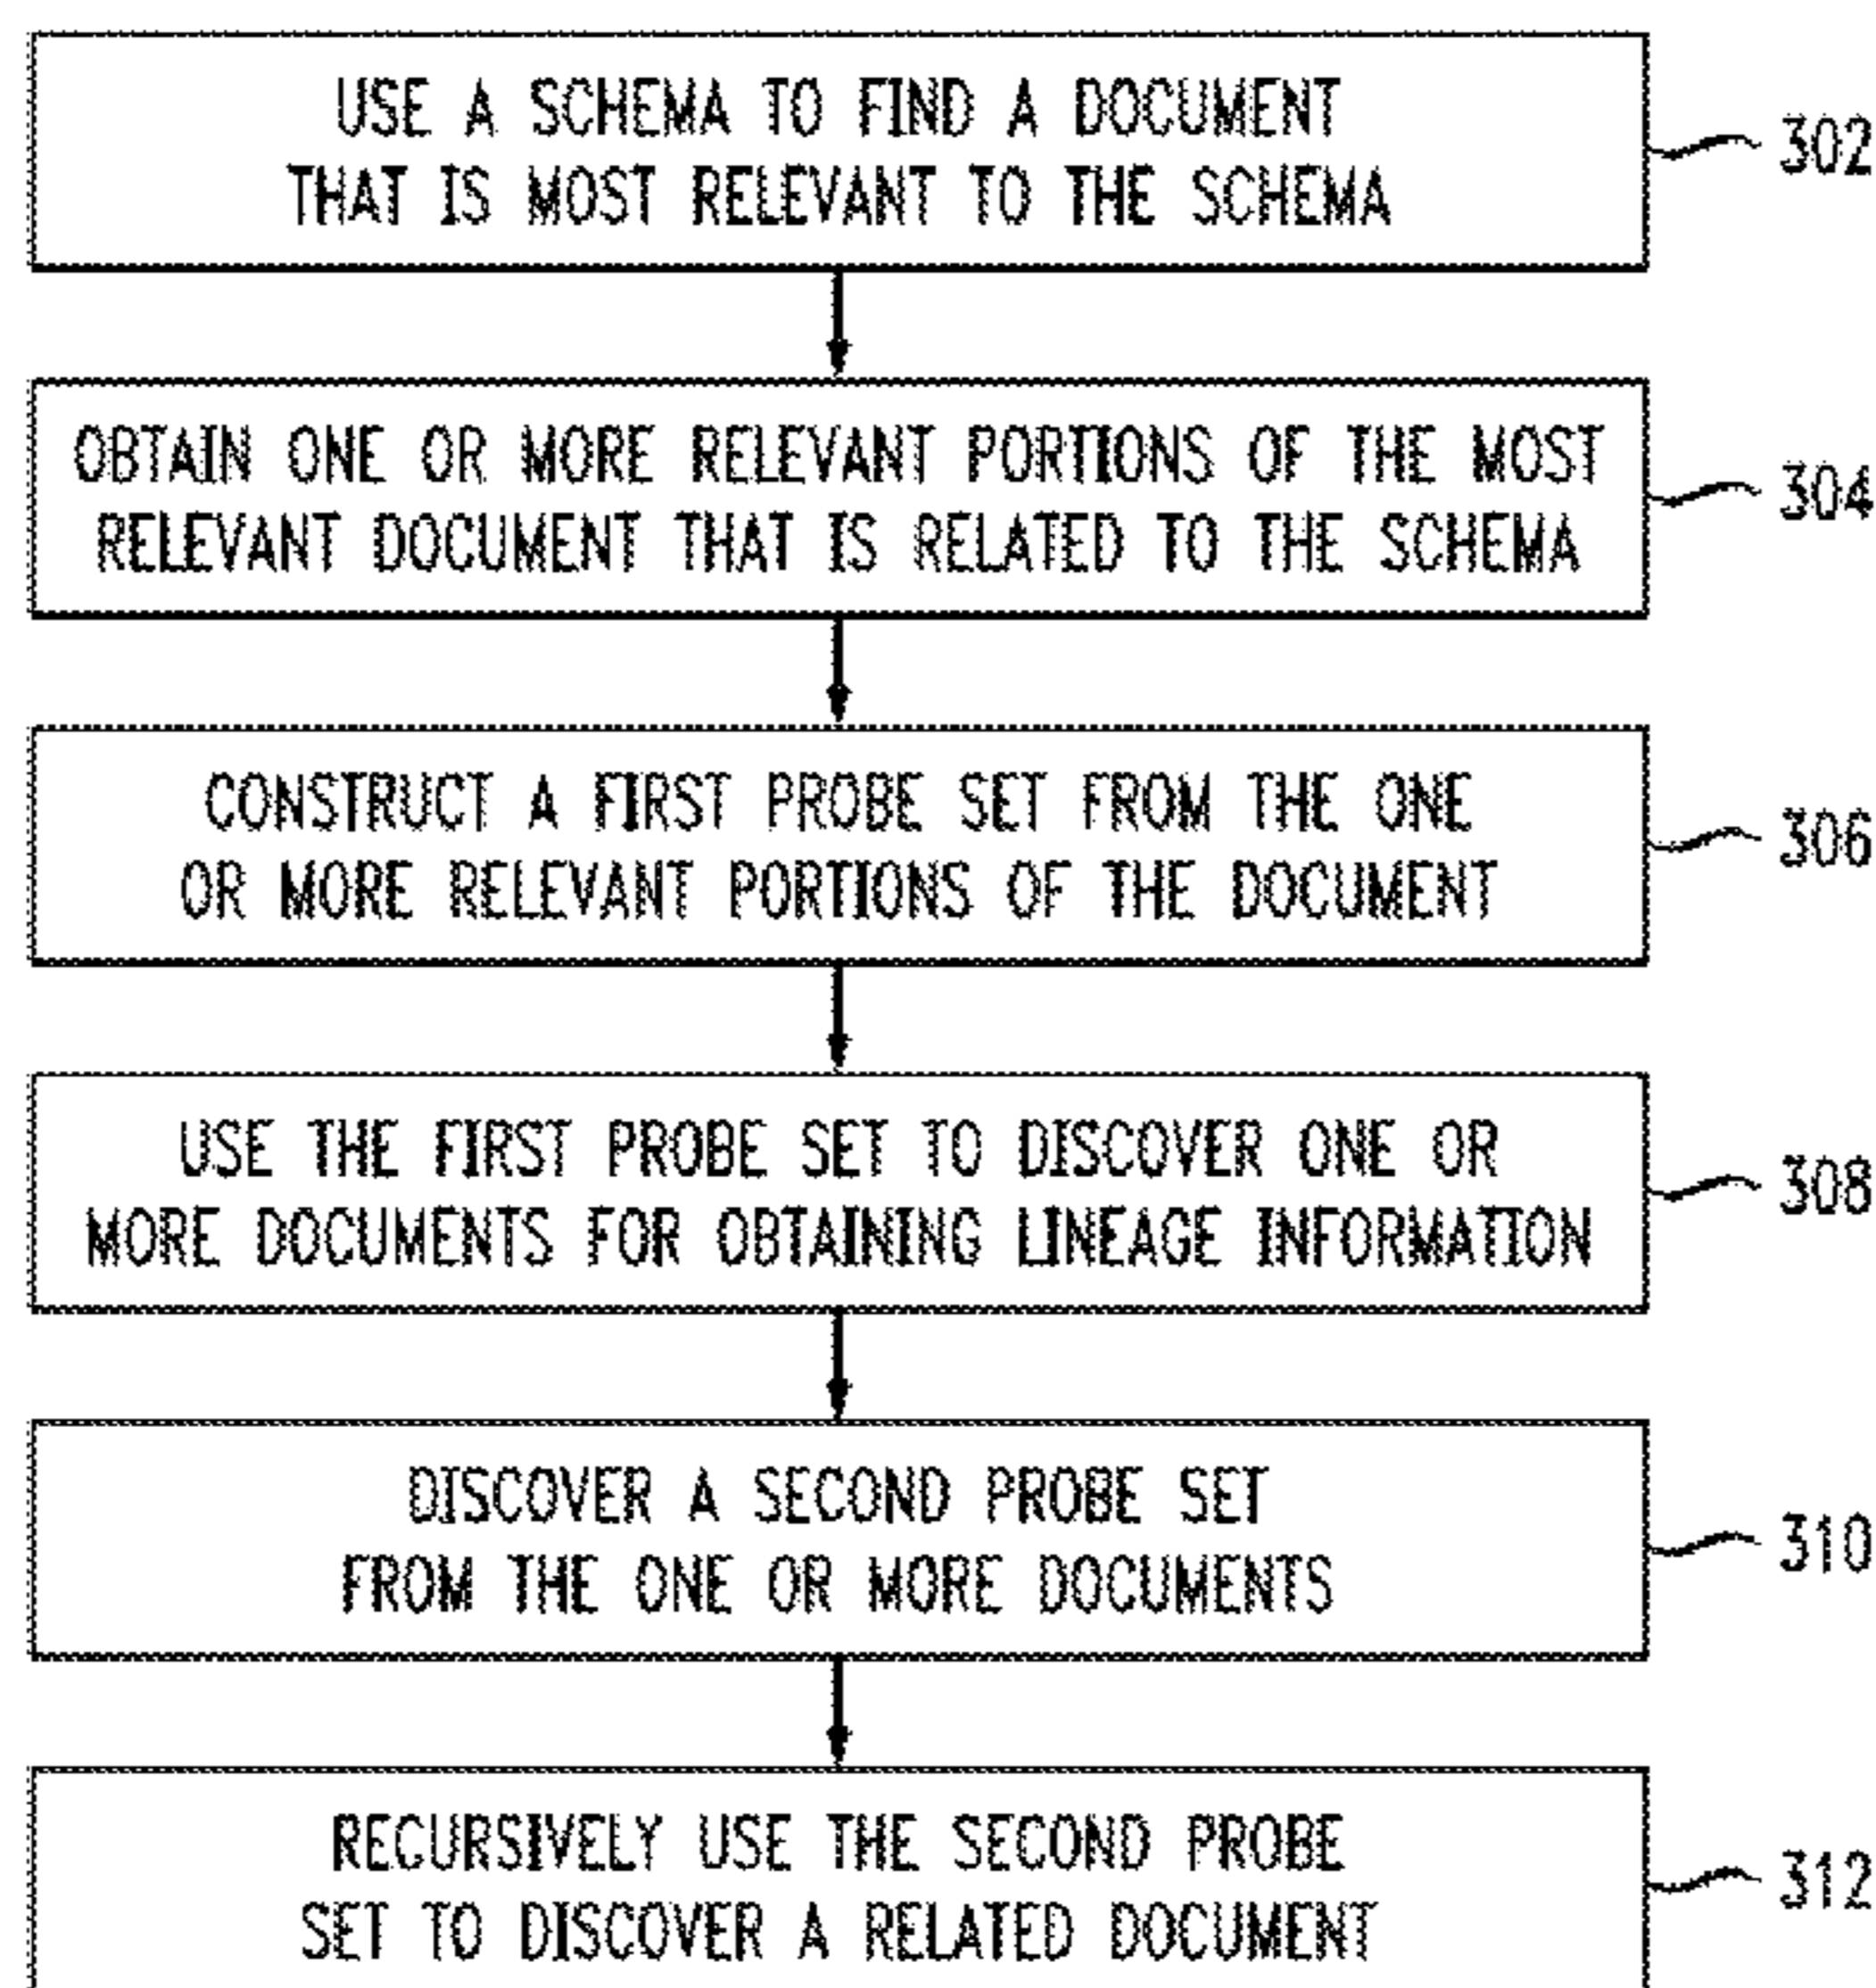 USE A SCHEMA TO FIND A DOCUMENT
THAT IS MOST RELEVANT TO THE SCHEMA
302
OBTAIN ONE OR MORE RELEVANT PORTIONS OF THE MOST
RELEVANT DOCUMENT THAT IS RELATED TO THE SCHEMA
304
CONSTRUCT A FIRST PROBE SET FROM THE ONE
OR MORE RELEVANT PORTIONS OF THE DOCUMENT
306
USE THE FIRST PROBE SET TO DISCOVER ONE OR
MORE DOCUMENTS FOR OBTAINING LINEAGE INFORMATION
308
DISCOVER A SECOND PROBE SET
FROM THE ONE OR MORE DOCUMENTS
310
RECURSIVELY USE THE SECOND PROBE
SET TO DISCOVER A RELATED DOCUMENT
312